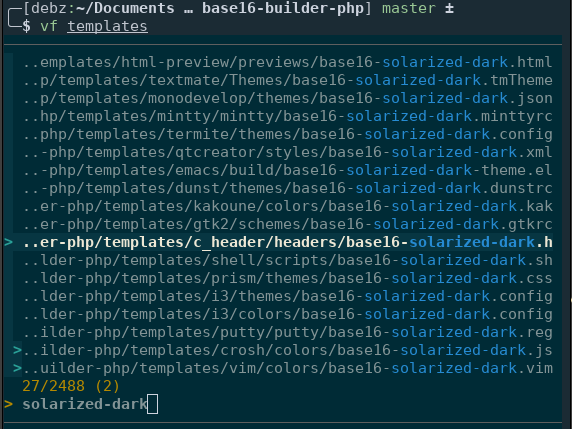 [debz:~/Documents … base16-builder-php] master ±
$ vf templates
..emplates/html-preview/previews/base16-solarized-dark.html
..p/templates/textmate/Themes/base16-solarized-dark.tmTheme
..p/templates/monodevelop/themes/base16-solarized-dark.json
..hp/templates/mintty/mintty/base16-solarized-dark.minttyrc
..php/templates/termite/themes/base16-solarized-dark.config
..-php/templates/qtcreator/styles/base16-solarized-dark.xml
..-php/templates/emacs/build/base16-solarized-dark-theme.el
..-php/templates/dunst/themes/base16-solarized-dark.dunstrc
..er-php/templates/kakoune/colors/base16-solarized-dark.kak
..er-php/templates/gtk2/schemes/base16-solarized-dark.gtkrc
> ..er-php/templates/c_header/headers/base16-solarized-dark.h
..lder-php/templates/shell/scripts/base16-solarized-dark.sh
..lder-php/templates/prism/themes/base16-solarized-dark.css
..lder-php/templates/i3/themes/base16-solarized-dark.config
..lder-php/templates/i3/colors/base16-solarized-dark.config
..ilder-php/templates/putty/putty/base16-solarized-dark.reg
>..ilder-php/templates/crosh/colors/base16-solarized-dark.js
>..uilder-php/templates/vim/colors/base16-solarized-dark.vim
27/2488 (2)
> solarized-dark